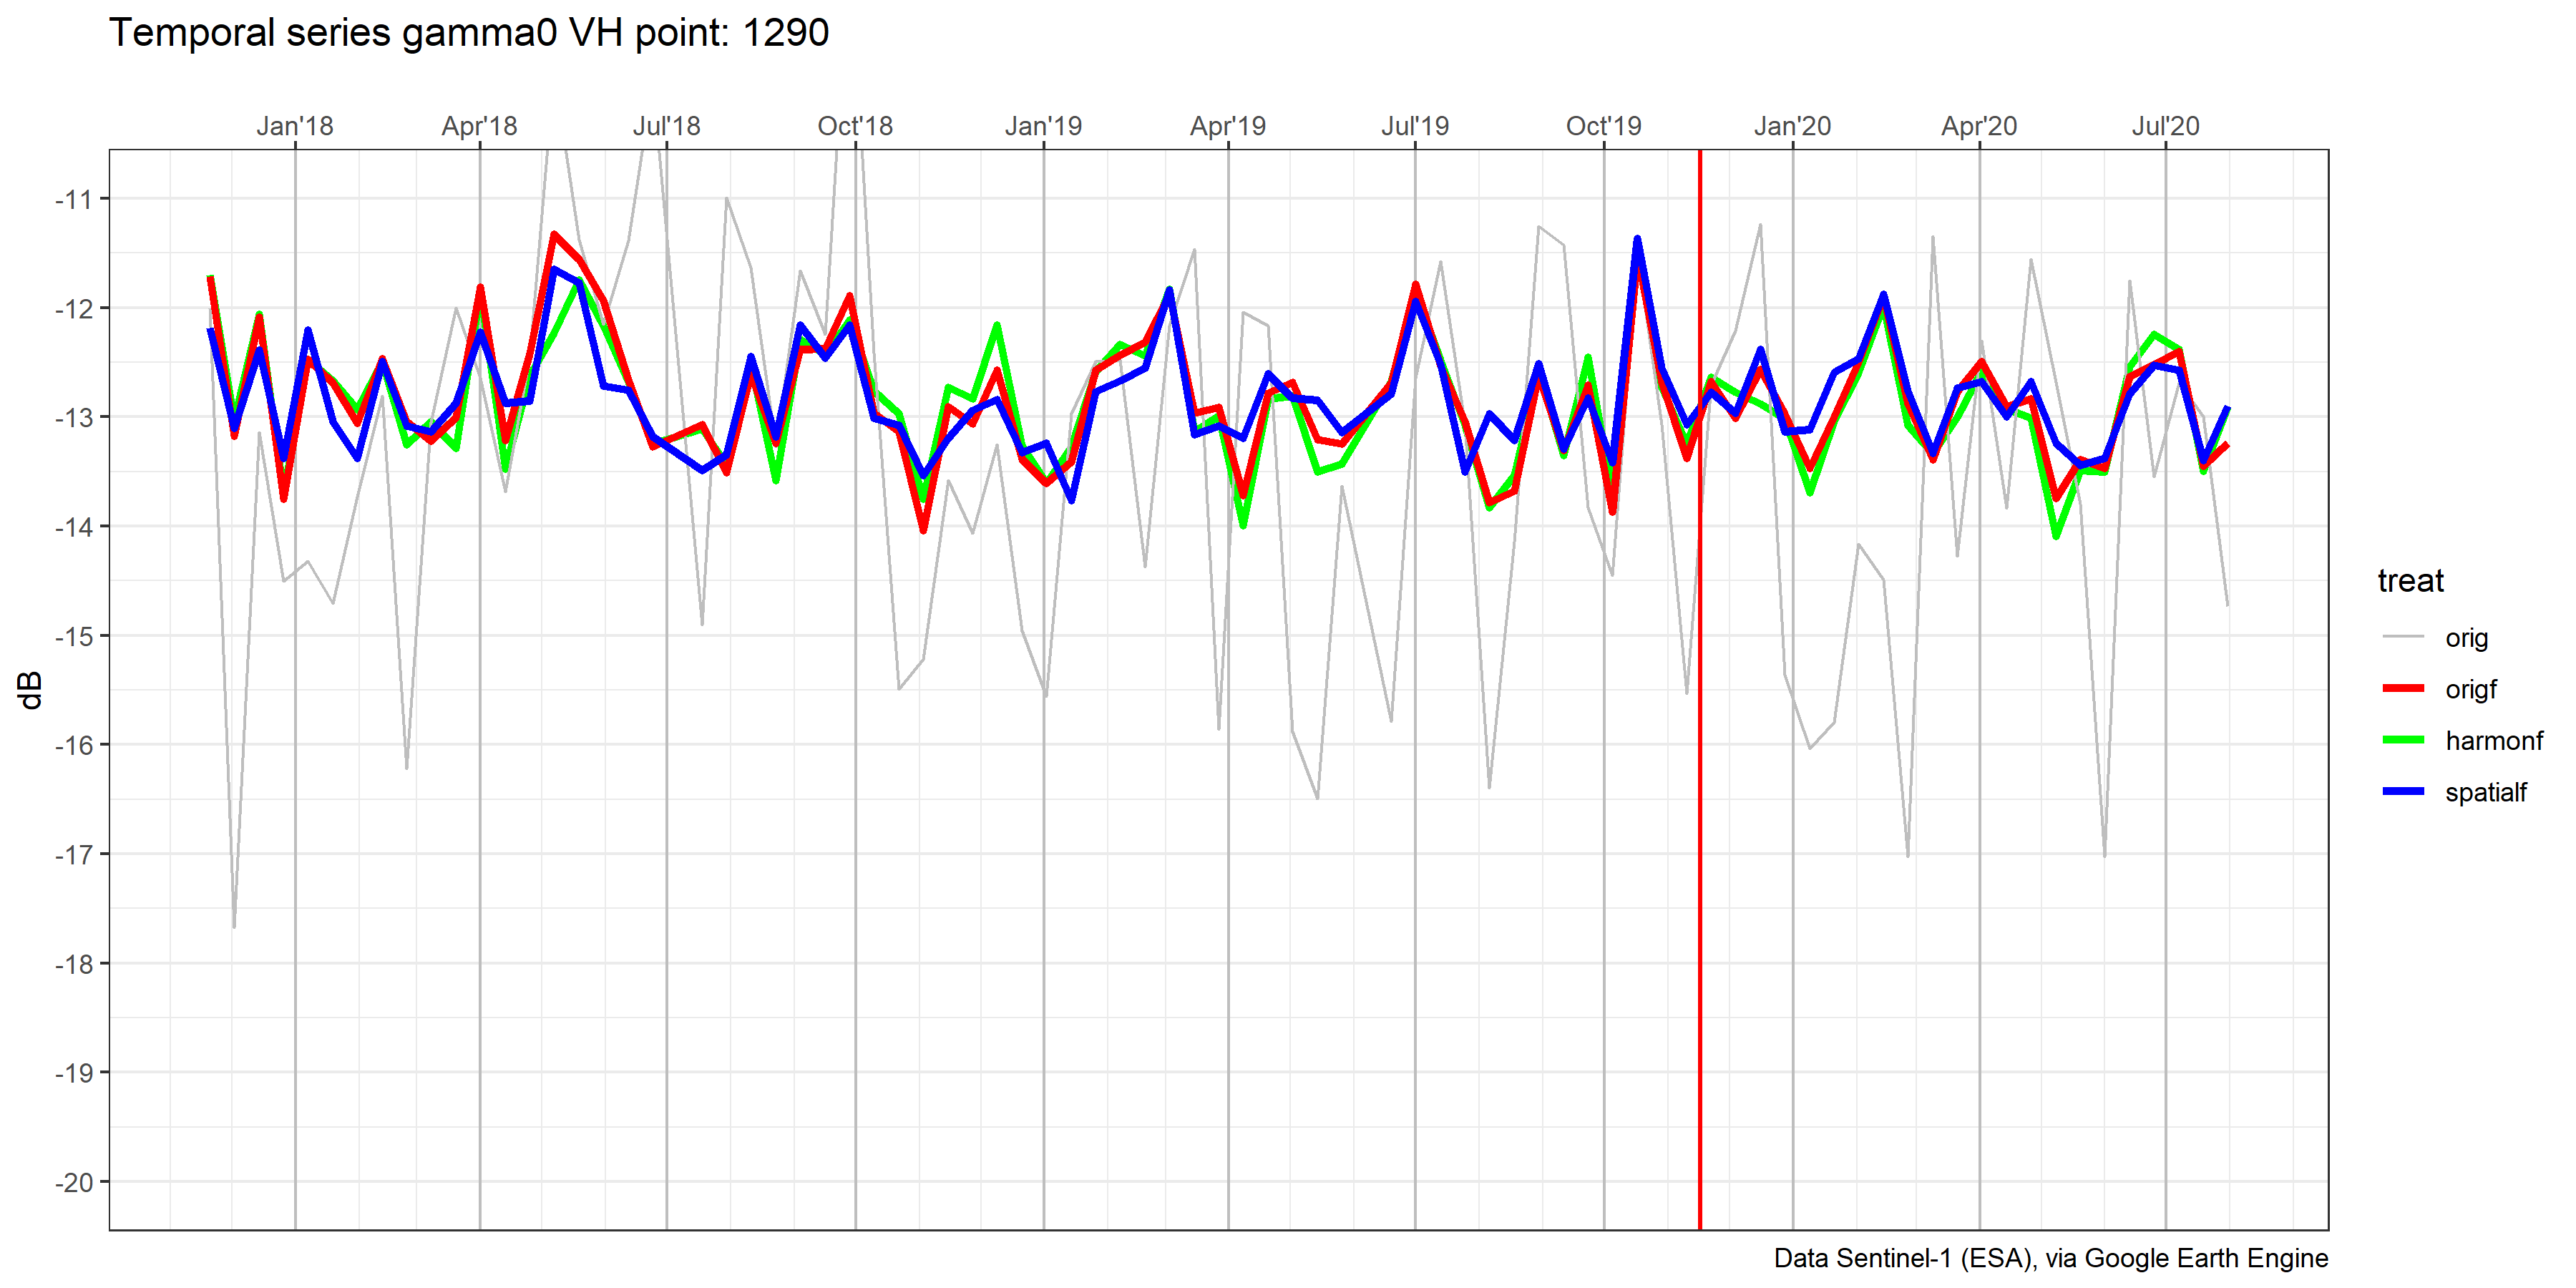 Temporal series gamma0 VH point: 1290
Jan'18 Apr'18 Jul'18 Oct'18 Jan'19 Apr'19 Jul'19 Oct'19 Jan'20 Apr'20 Jul'20
-11
-12
-13
-14
-15
-16
-17
-18
-19
-20
dB
treat
orig
origf
harmonf
spatialf
Data Sentinel-1 (ESA), via Google Earth Engine